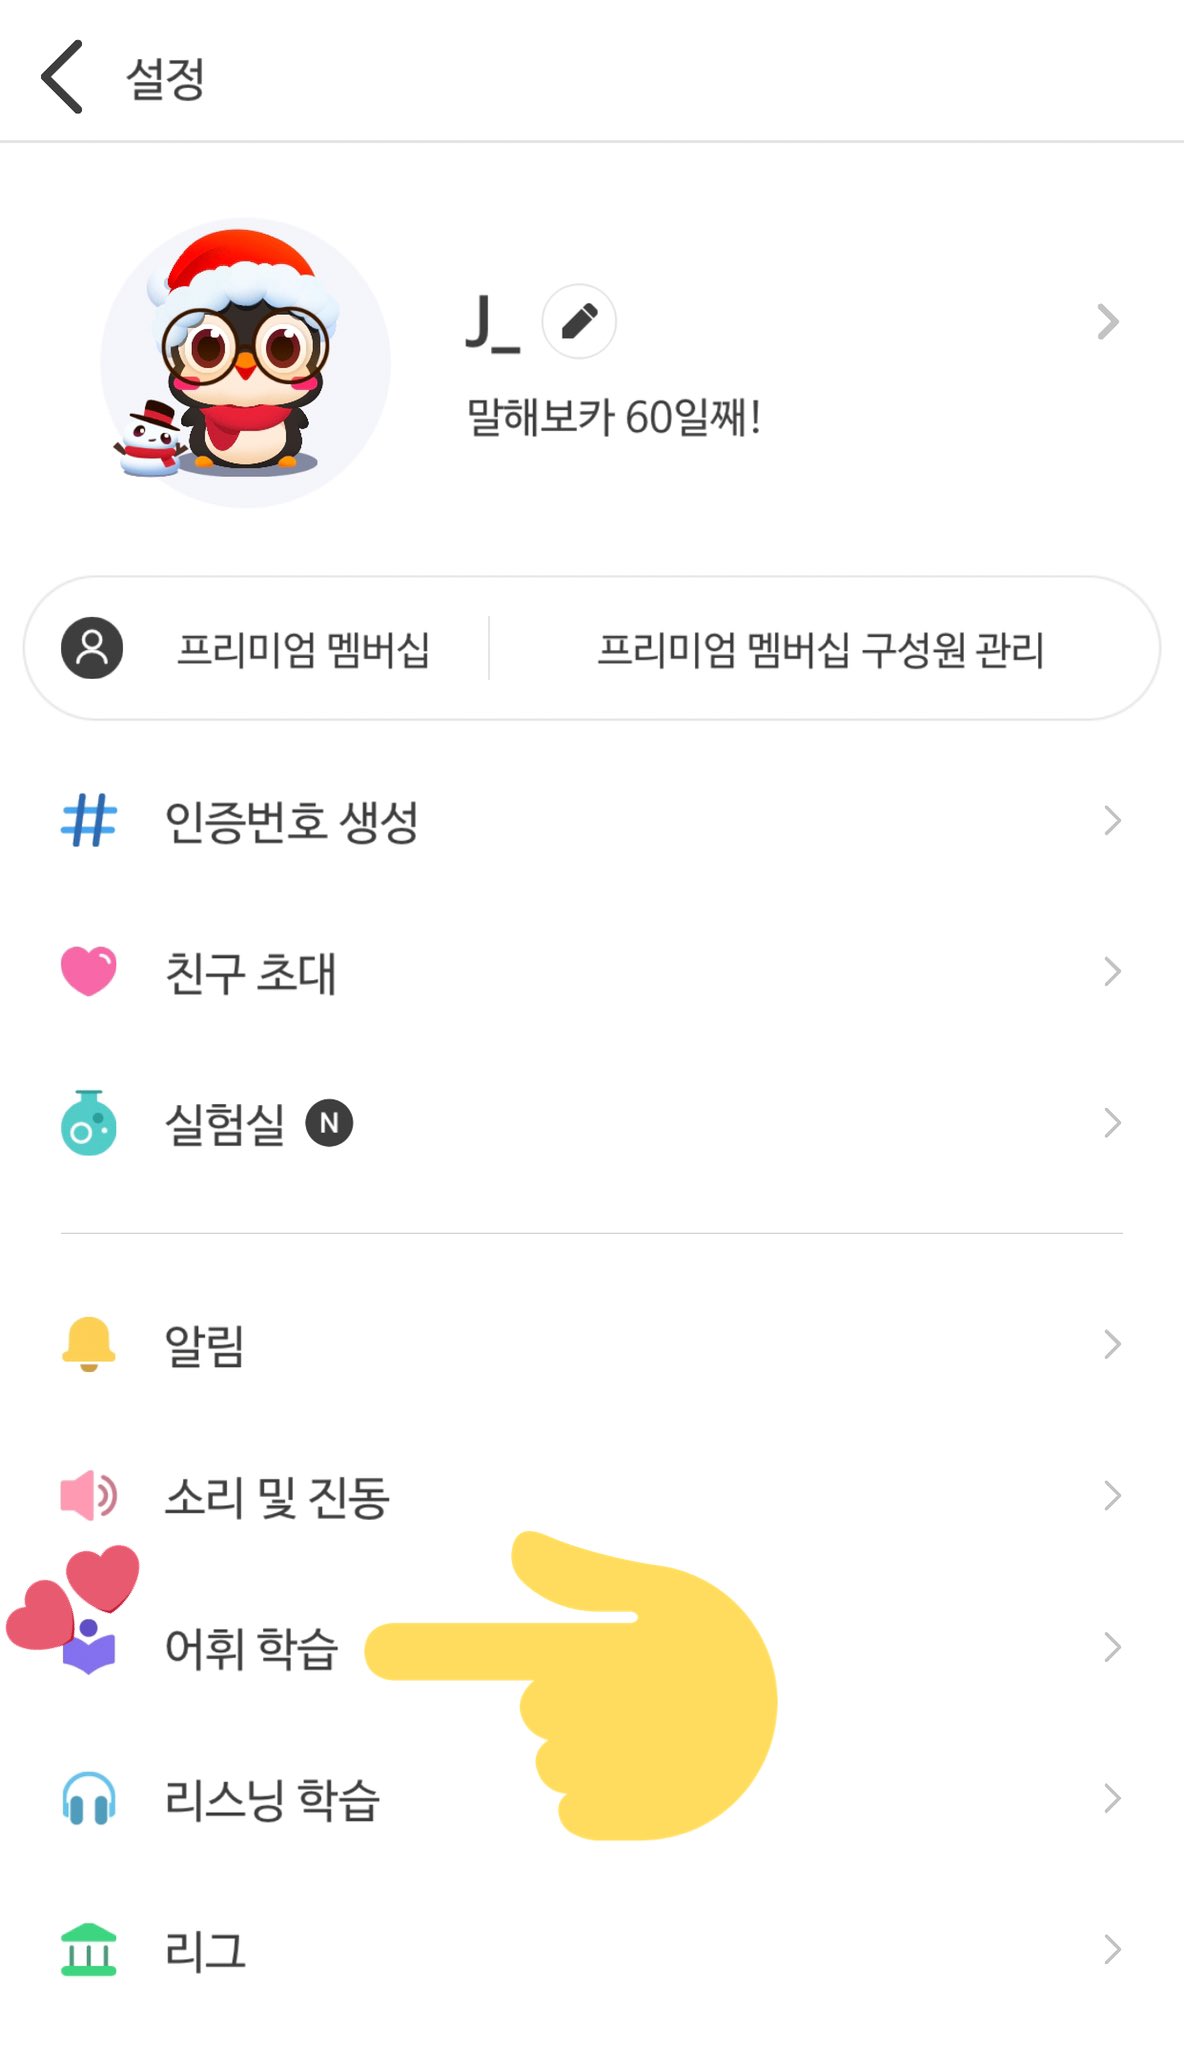 설정
J_
말해보카 60일째!
프리미엄 멤버십
프리미엄 멤버십 구성원 관리
인증번호 생성
친구 초대
실험실 N
알림
소리 및 진동
어휘 학습
리스닝 학습
리그